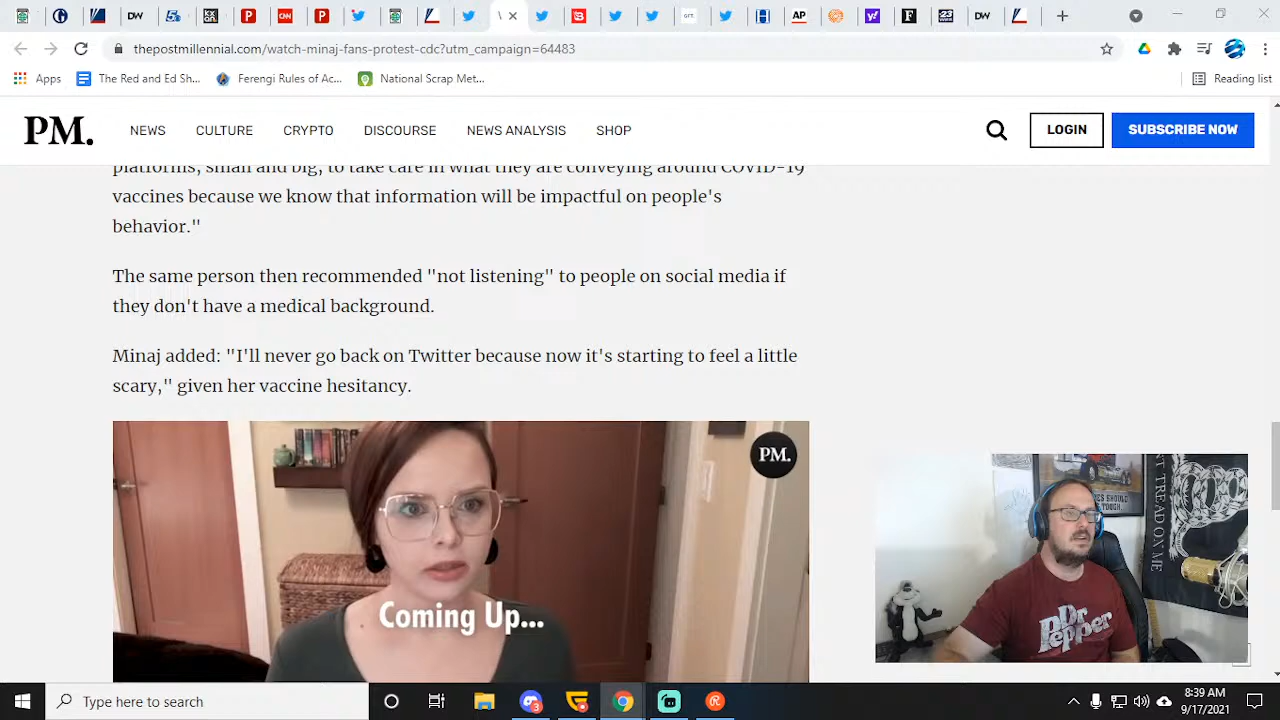 DW
CNN
AP
GFT.
thepostmillennial.com/watch-minaj-fans-protest-cdc?utm_campaign=64483
Apps
The Red and Ed Sh...
Ferengi Rules of Ac...
National Scrap Met...
Reading list
PM.
NEWS
CULTURE
CRYPTO
DISCOURSE
NEWS ANALYSIS
SHOP
LOGIN
SUBSCRIBE NOW
platforms, small and big, to take care in what they are conveying around COVID-19
vaccines because we know that information will be impactful on people's
behavior."
The same person then recommended "not listening" to people on social media if
they don't have a medical background.
Minaj added: "I'll never go back on Twitter because now it's starting to feel a little
scary," given her vaccine hesitancy.
PM.
Coming Up...
T TREAD ON ME
Dr
Pepper
Type here to search
8:39 AM
9/17/2021